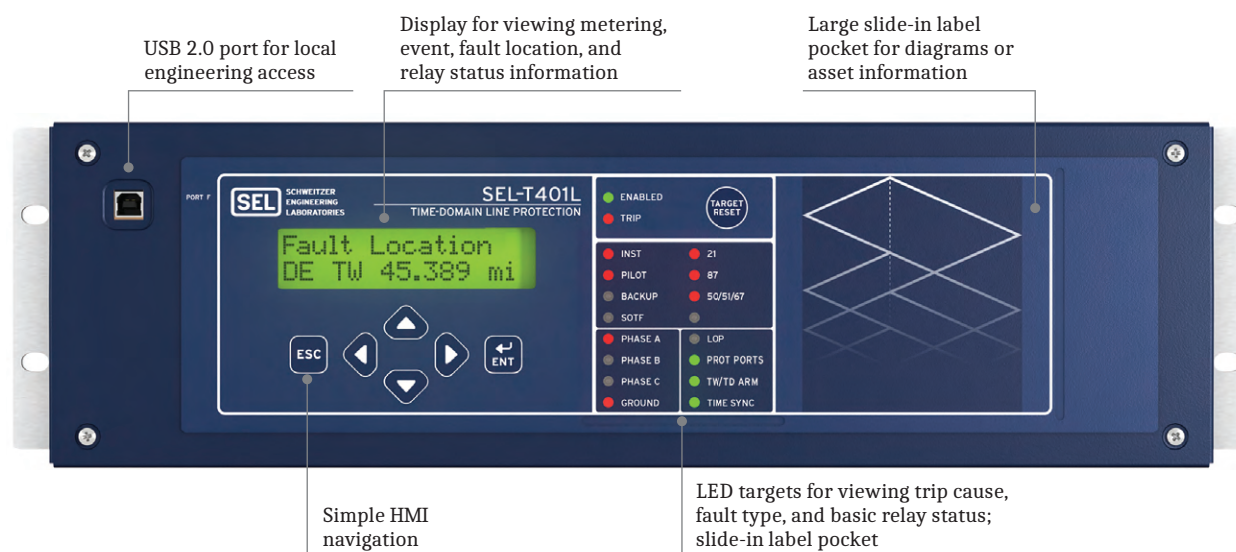 USB 2.0 port for local
engineering access
Display for viewing metering,
event, fault location, and
relay status information
Large slide-in label
pocket for diagrams or
asset information
PORT F
SEL
SCHWEITZER
ENGINEERING
LABORATORIES
SEL-T401L
TIME-DOMAIN LINE PROTECTION
Fault Location
DE TW 45.389 mi
ESC
ENT
ENABLED
TRIP
TARGET
RESET
INST
21
PILOT
87
BACKUP
50/51/67
SOTF
PHASE A
LOP
PHASE B
PROT PORTS
PHASE C
TW/TD ARM
GROUND
TIME SYNC
Simple HMI
navigation
LED targets for viewing trip cause,
fault type, and basic relay status;
slide-in label pocket